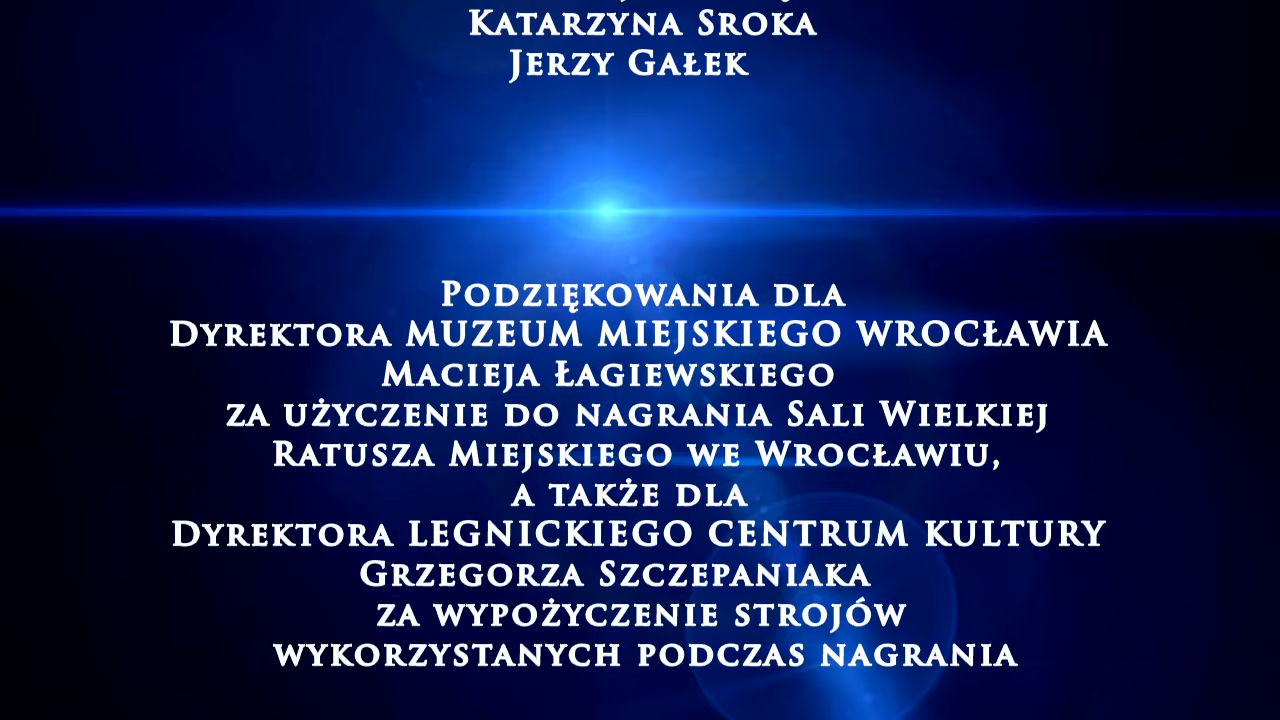 Katarzyna Sroka
Jerzy Gałek
Podziękowania dla
Dyrektora MUZEUM MIEJSKIEGO WROCŁAWIA
Macieja Łagiewskiego
za użyczenie do nagrania Sali Wielkiej
Ratusza Miejskiego we Wrocławiu,
a także dla
Dyrektora LEGNICKIEGO CENTRUM KULTURY
Grzegorza Szczepaniaka
za wypożyczenie strojów
wykorzystanych podczas nagrania